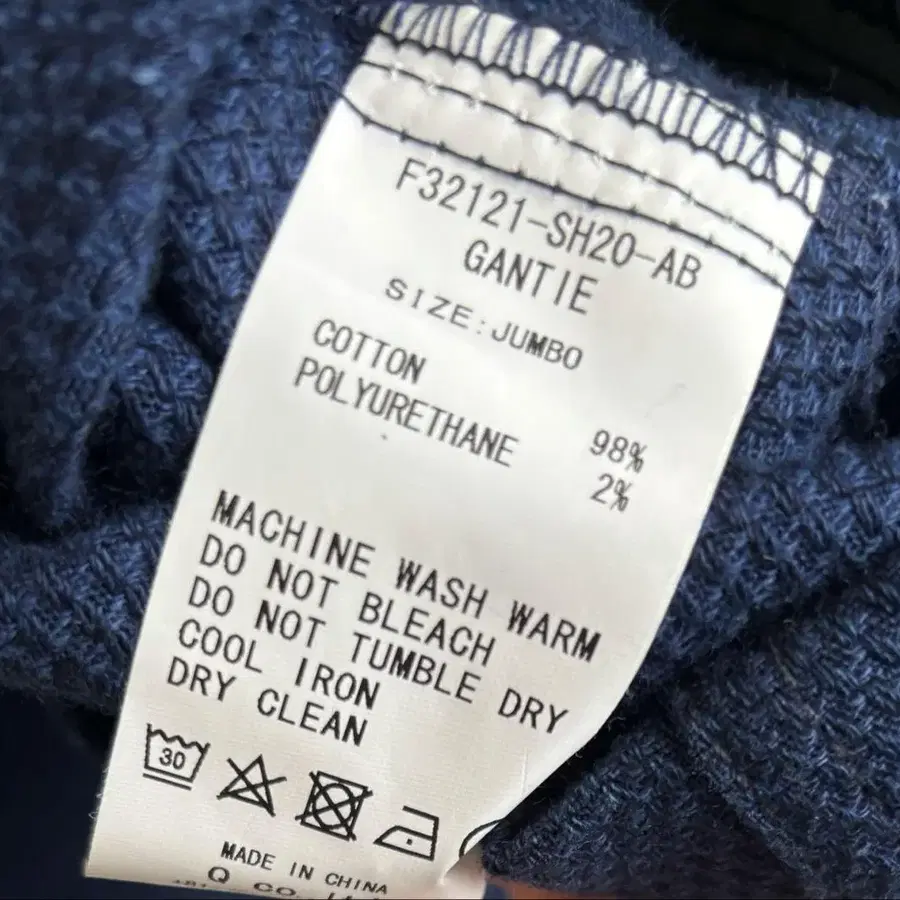 F32121-SH20-AB
GANTIE
SIZE:JUMBO
COTTON 98%
POLYURETHANE 2%
MACHINE WASH WARM
DO NOT BLEACH
DO NOT TUMBLE DRY
COOL IRON
DRY CLEAN
30
MADE IN CHINA
Q CO